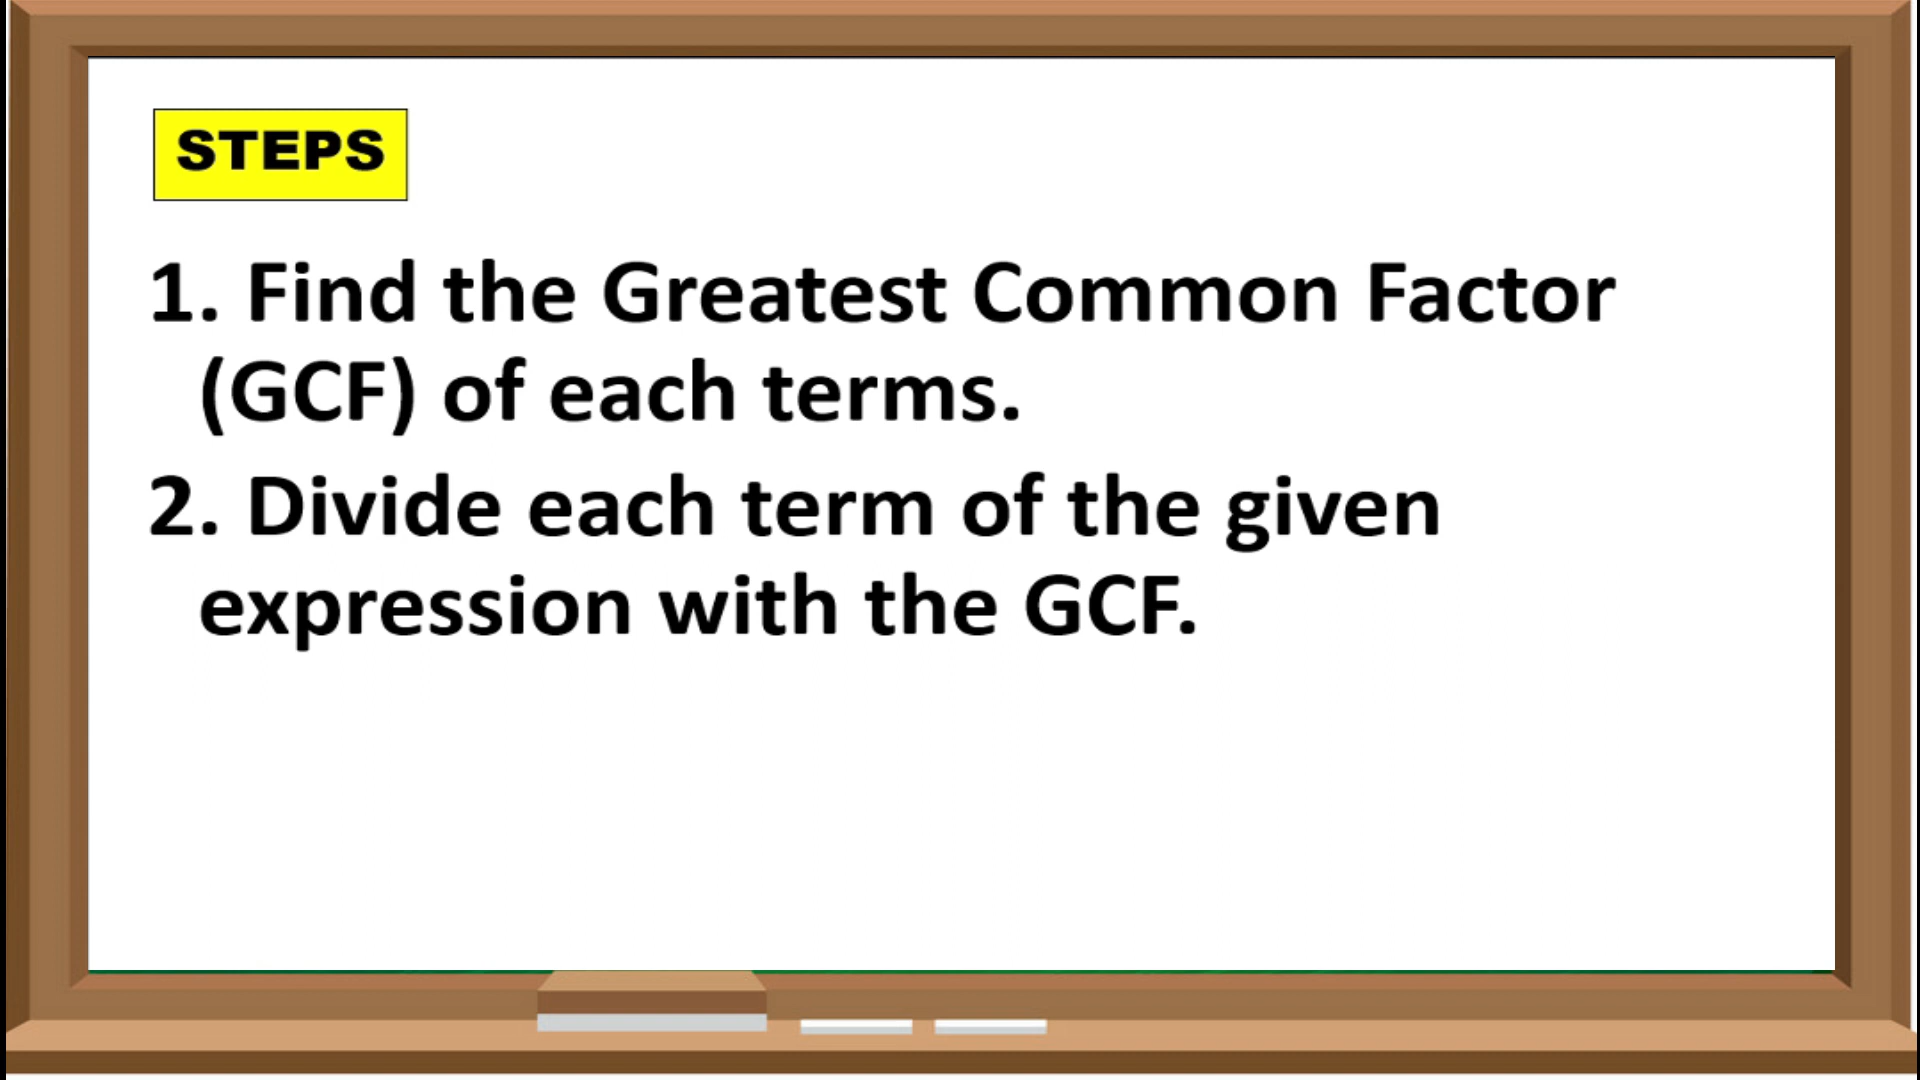 STEPS
1. Find the Greatest Common Factor
(GCF) of each terms.
2. Divide each term of the given
expression with the GCF.